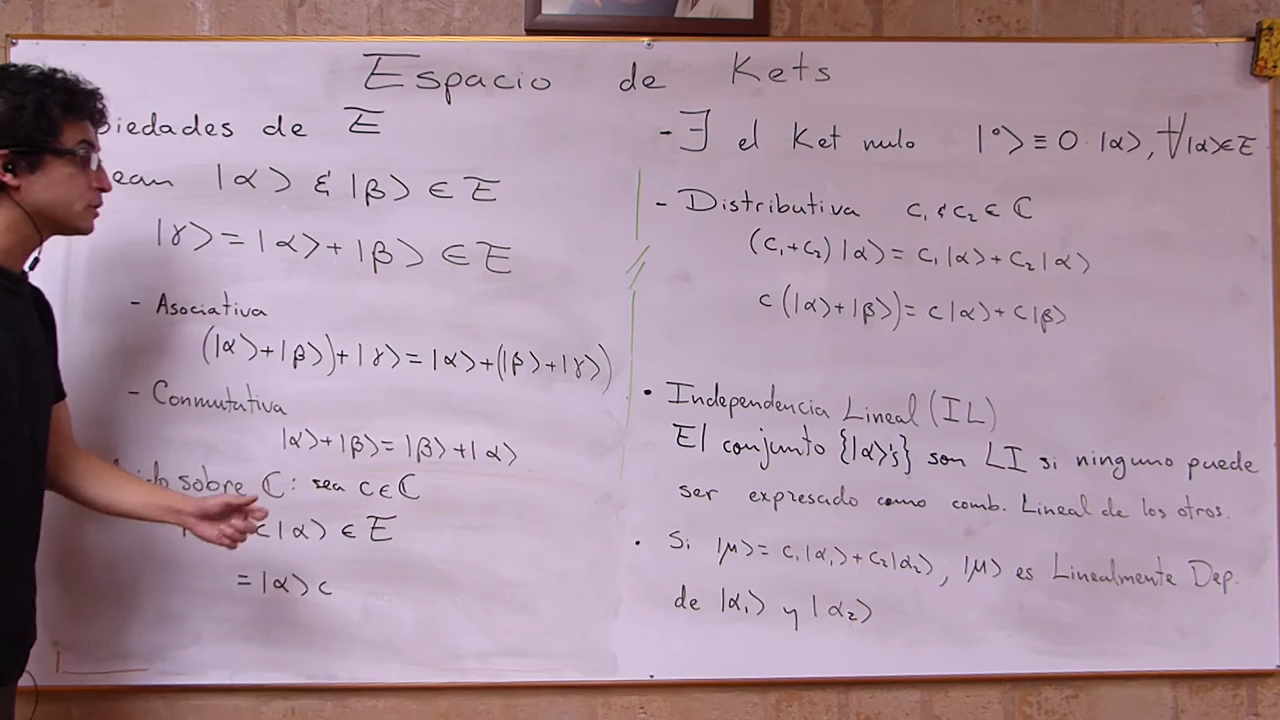 Espacio de Kets
iedades de E
ean |α> & |β> ∈ E
|γ> = |α> + |β> ∈ E
- Asociativa
(|α>+|β>)+|γ> = |α>+(|β>+|γ>)
- Conmutativa
|α>+|β> = |β>+|α>
sobre ℂ: sea c ∈ ℂ
c|α> ∈ E
= |α> c
- ∃ el Ket nulo |°> ≡ 0·|α>, ∀|α>∈E
- Distributiva c₁ & c₂ ∈ ℂ
(c₁+c₂)|α> = c₁|α>+c₂|α>
c(|α>+|β>) = c|α>+c|β>
• Independencia Lineal (IL)
El conjunto {|α>'s} son LI si ninguno puede
ser expresado como comb. Lineal de los otros.
• Si |μ> = c₁|α₁>+c₂|α₂>, |μ> es Linealmente Dep.
de |α₁> y |α₂>